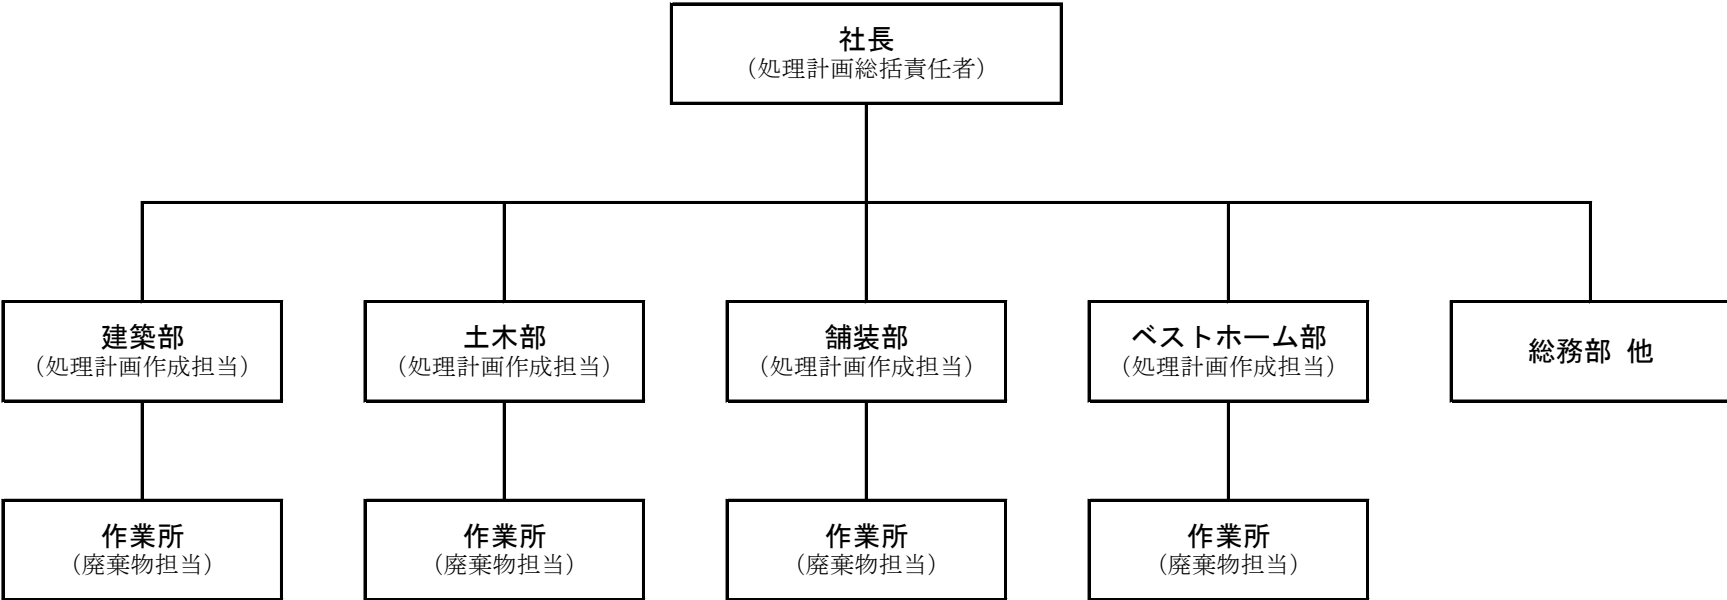 社長
（処理計画総括責任者）
建築部
（処理計画作成担当）
土木部
（処理計画作成担当）
舗装部
（処理計画作成担当）
ベストホーム部
（処理計画作成担当）
総務部 他
作業所
（廃棄物担当）
作業所
（廃棄物担当）
作業所
（廃棄物担当）
作業所
（廃棄物担当）